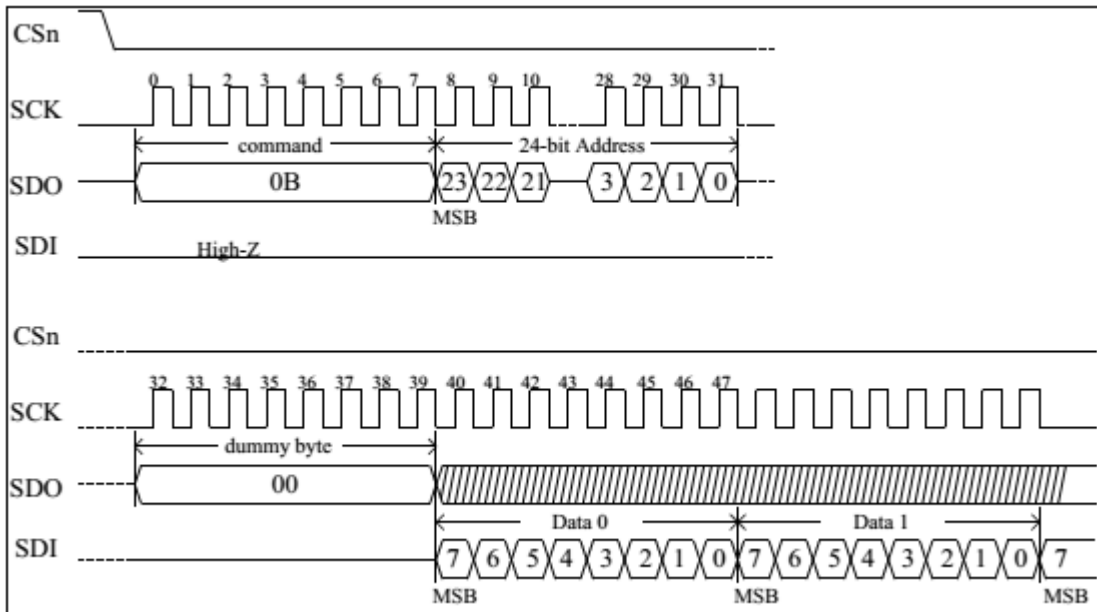 CSn
0 1 2 3 4 5 6 7 8 9 10 28 29 30 31
SCK
command 24-bit Address
SDO 0B 23 22 21 3 2 1 0
MSB
SDI High-Z
CSn
32 33 34 35 36 37 38 39 40 41 42 43 44 45 46 47
SCK
dummy byte
SDO 00
Data 0 Data 1
SDI 7 6 5 4 3 2 1 0 7 6 5 4 3 2 1 0 7
MSB MSB MSB